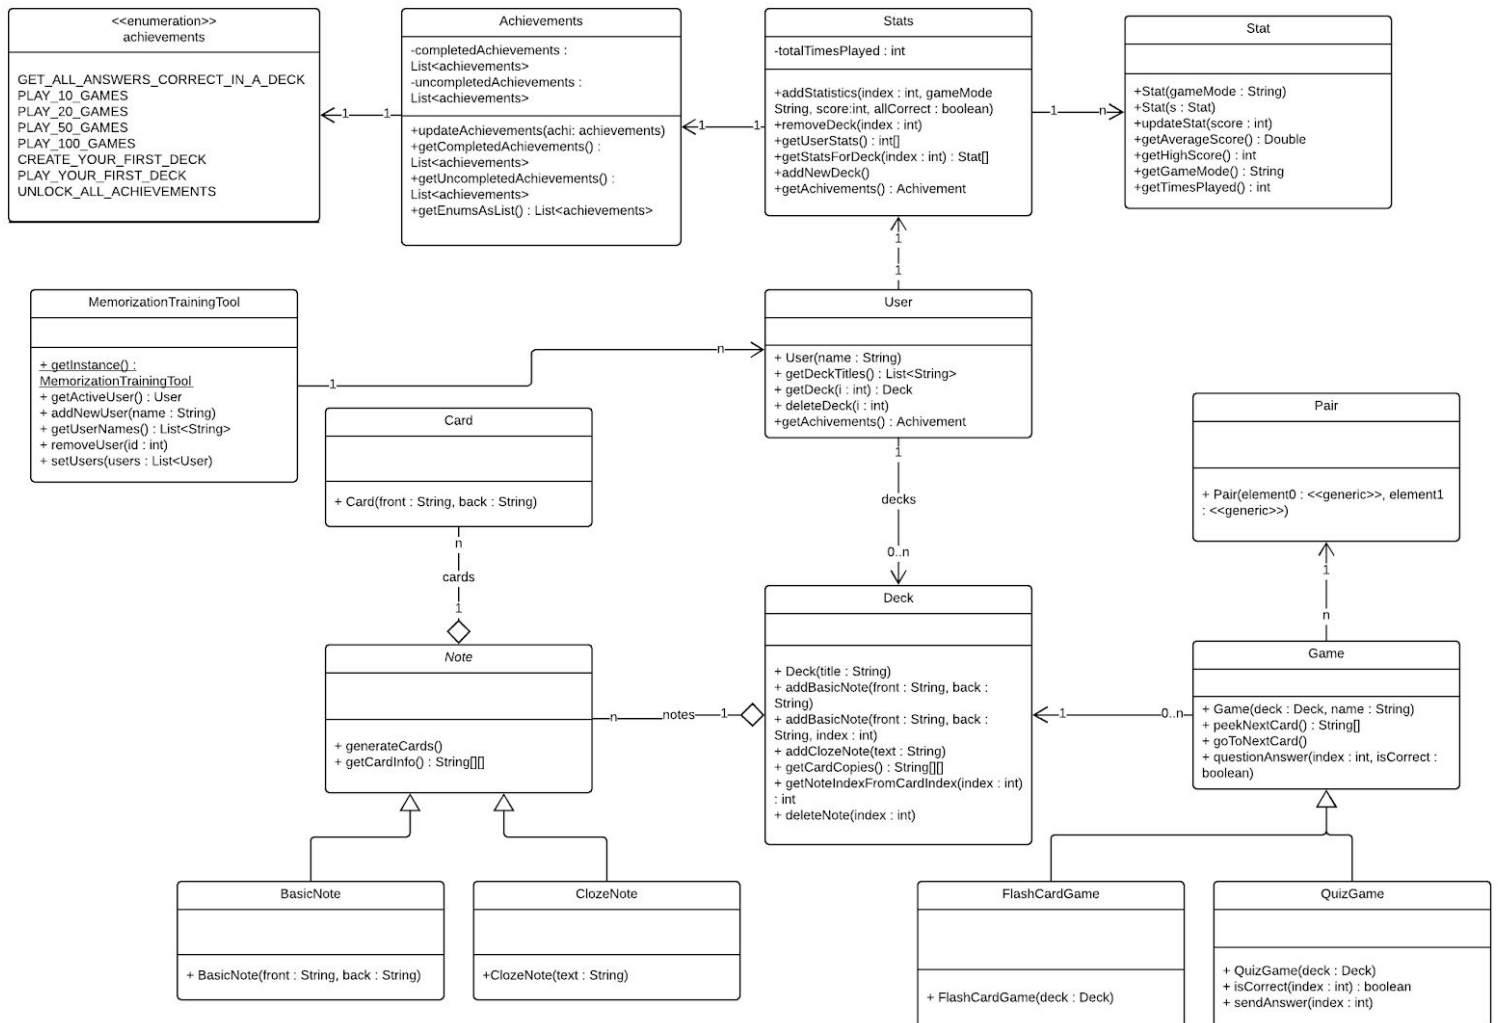 <<enumeration>>
achievements
GET_ALL_ANSWERS_CORRECT_IN_A_DECK
PLAY_10_GAMES
PLAY_20_GAMES
PLAY_50_GAMES
PLAY_100_GAMES
CREATE_YOUR_FIRST_DECK
PLAY_YOUR_FIRST_DECK
UNLOCK_ALL_ACHIEVEMENTS
1
1
Achievements
-completedAchievements :
List<achievements>
-uncompletedAchievements :
List<achievements>
+updateAchievements(achi: achievements)
+getCompletedAchievements() :
List<achievements>
+getUncompletedAchievements() :
List<achievements>
+getEnumsAsList() : List<achievements>
1
1
Stats
-totalTimesPlayed : int
+addStatistics(index : int, gameMode
String, score:int, allCorrect : boolean)
+removeDeck(index : int)
+getUserStats() : int[]
+getStatsForDeck(index : int) : Stat[]
+addNewDeck()
+getAchivements() : Achivement
1
n
Stat
+Stat(gameMode : String)
+Stat(s : Stat)
+updateStat(score : int)
+getAverageScore() : Double
+getHighScore() : int
+getGameMode() : String
+getTimesPlayed() : int
1
1
MemorizationTrainingTool
+ getInstance() :
MemorizationTrainingTool
+ getActiveUser() : User
+ addNewUser(name : String)
+ getUserNames() : List<String>
+ removeUser(id : int)
+ setUsers(users : List<User)
1
n
User
+ User(name : String)
+ getDeckTitles() : List<String>
+ getDeck(i : int) : Deck
+ deleteDeck(i : int)
+getAchivements() : Achivement
1
decks
0..n
Card
+ Card(front : String, back : String)
n
cards
1
Pair
+ Pair(element0 : <<generic>>, element1
: <<generic>>)
1
n
Note
+ generateCards()
+ getCardInfo() : String[][]
n
notes
1
Deck
+ Deck(title : String)
+ addBasicNote(front : String, back :
String)
+ addBasicNote(front : String, back :
String, index : int)
+ addClozeNote(text : String)
+ getCardCopies() : String[][]
+ getNoteIndexFromCardIndex(index : int)
: int
+ deleteNote(index : int)
1
0..n
Game
+ Game(deck : Deck, name : String)
+ peekNextCard() : String[]
+ goToNextCard()
+ questionAnswer(index : int, isCorrect :
boolean)
BasicNote
+ BasicNote(front : String, back : String)
ClozeNote
+ClozeNote(text : String)
FlashCardGame
+ FlashCardGame(deck : Deck)
QuizGame
+ QuizGame(deck : Deck)
+ isCorrect(index : int) : boolean
+ sendAnswer(index : int)